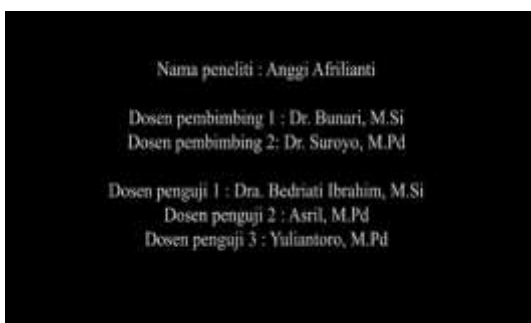 Nama peneliti : Anggi Afrilianti
Dosen pembimbing 1 : Dr. Bunari, M.Si
Dosen pembimbing 2: Dr. Suroyo, M.Pd
Dosen penguji 1 : Dra. Bedriati Ibrahim, M.Si
Dosen penguji 2 : Asril, M.Pd
Dosen penguji 3 : Yuliantoro, M.Pd